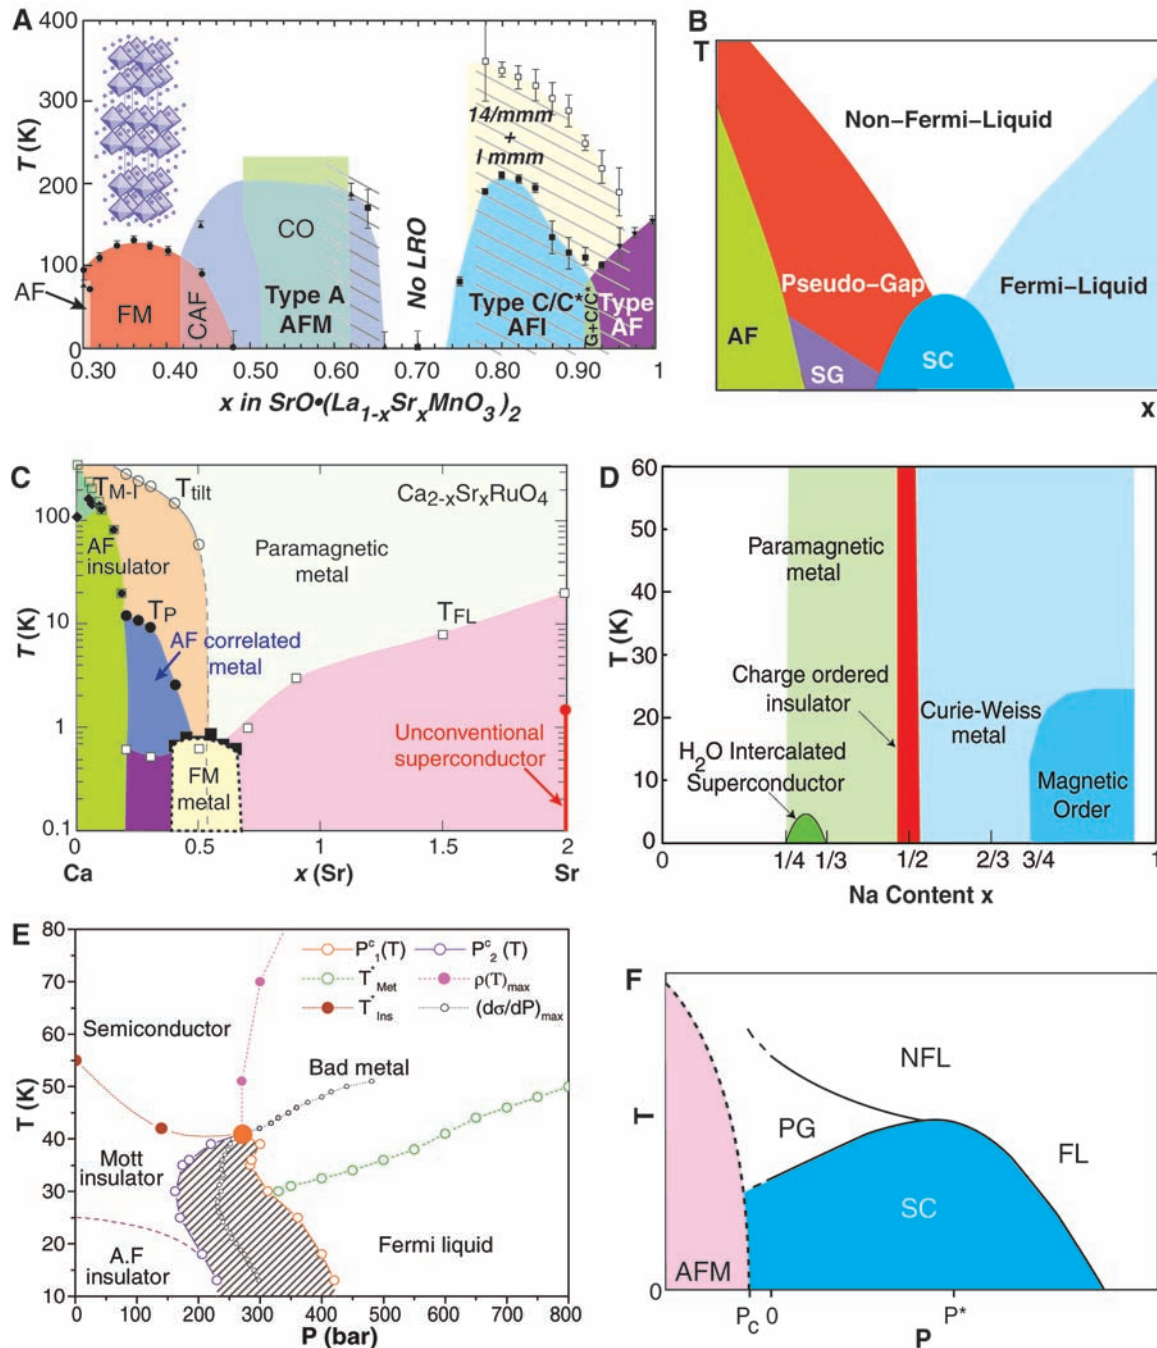 A
400
300
200
100
0
T (K)
14/mmm
+
I mmm
CO
No LRO
AF
FM
CAF
Type A
AFM
Type C/C*
AFI
G+C/C*
Type
AF
0.30 0.40 0.50 0.60 0.70 0.80 0.90 1
x in SrO•(La1-xSrxMnO3)2
B
T
Non-Fermi-Liquid
Pseudo-Gap
Fermi-Liquid
AF
SG
SC
x
C
TM-I
Ttilt
Ca2-xSrxRuO4
100
AF
insulator
Paramagnetic
metal
TP
TFL
10
T (K)
AF correlated
metal
1
Unconventional
superconductor
FM
metal
0.1
0 0.5 1 1.5 2
Ca x (Sr) Sr
D
60
50
40
30
20
10
0
T (K)
Paramagnetic
metal
Charge ordered
insulator
Curie-Weiss
metal
H2O Intercalated
Superconductor
Magnetic
Order
0 1/4 1/3 1/2 2/3 3/4 1
Na Content x
E
80
70
60
50
40
30
20
10
T (K)
Pc1(T) Pc2 (T)
T*Met ρ(T)max
T*Ins (dσ/dP)max
Semiconductor
Bad metal
Mott
insulator
A.F
insulator
Fermi liquid
0 100 200 300 400 500 600 700 800
P (bar)
F
T
NFL
PG
FL
SC
AFM
0
Pc 0 P*
P